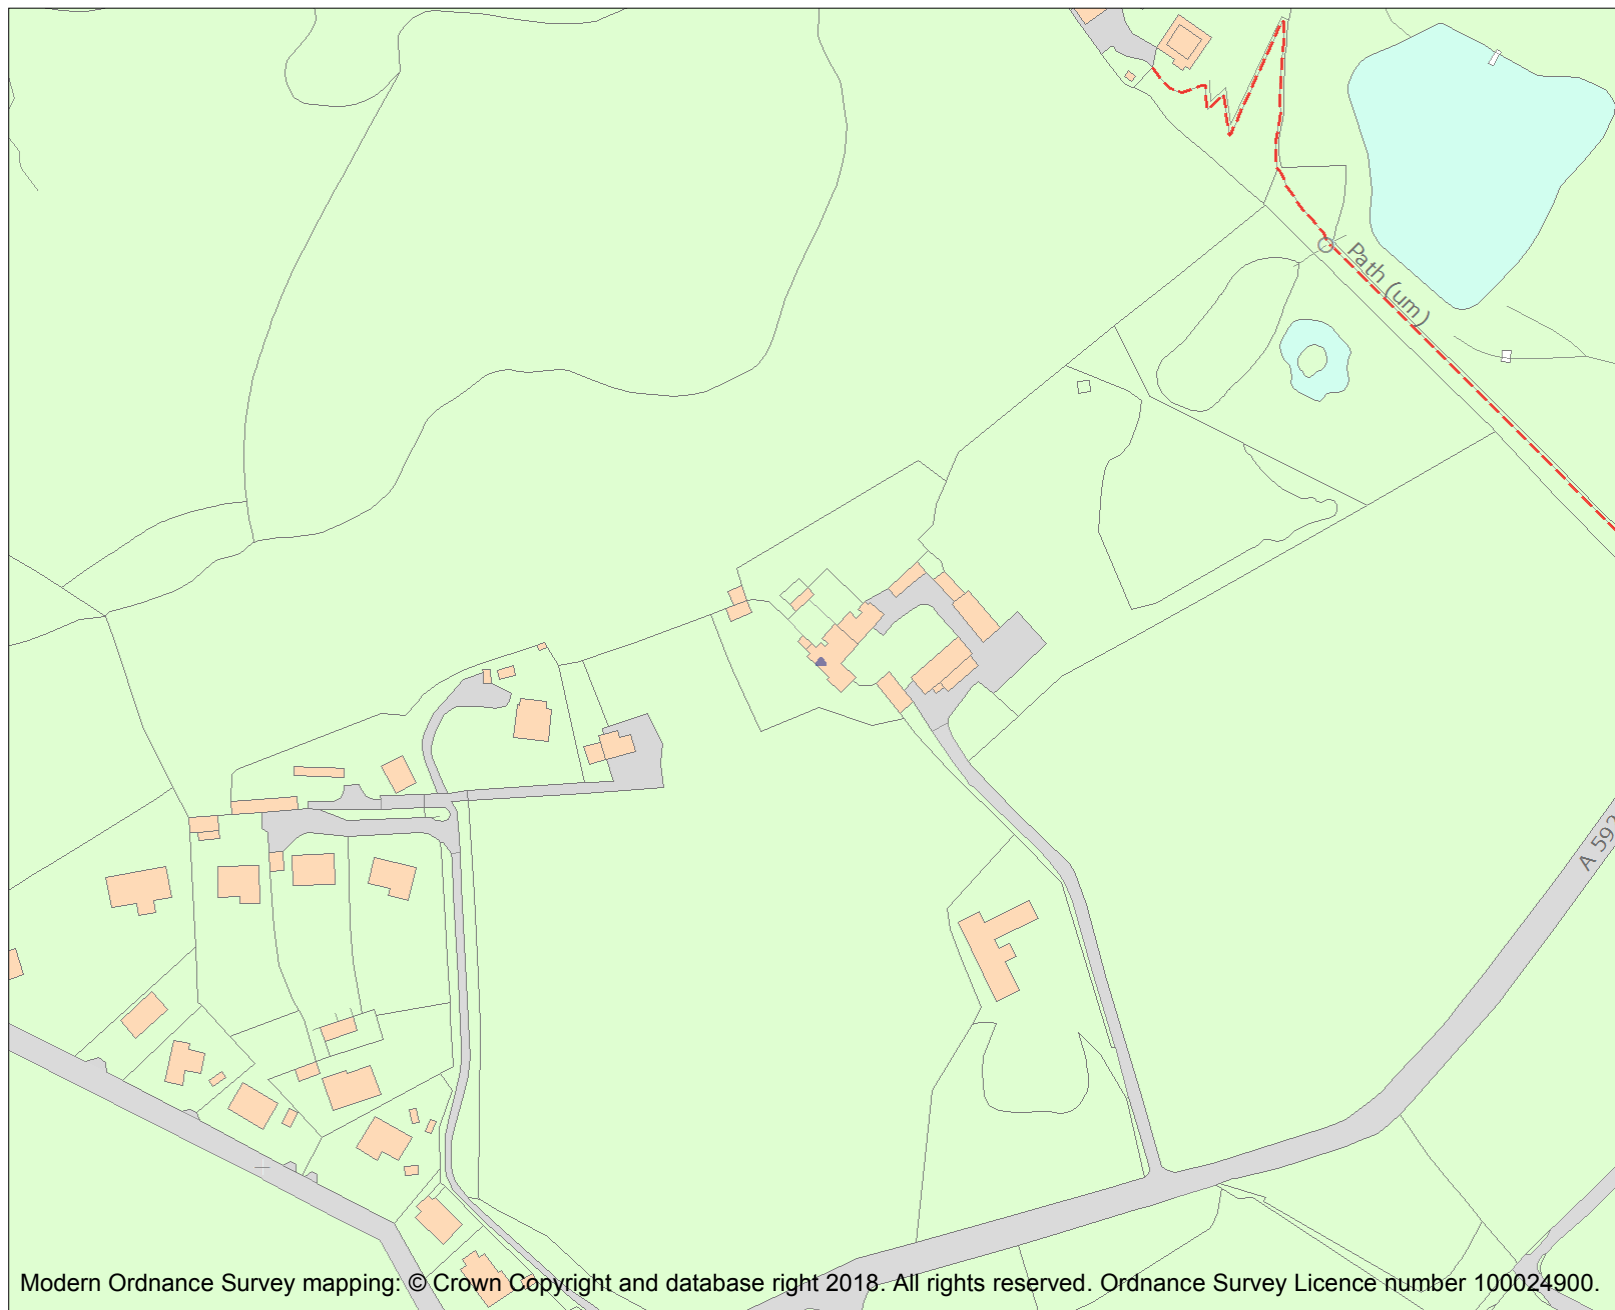 Path (um)
A 592
Modern Ordnance Survey mapping: © Crown Copyright and database right 2018. All rights reserved. Ordnance Survey Licence number 100024900.